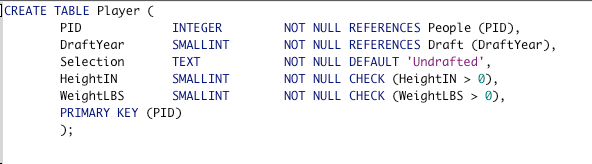 CREATE TABLE Player (
PID INTEGER NOT NULL REFERENCES People (PID),
DraftYear SMALLINT NOT NULL REFERENCES Draft (DraftYear),
Selection TEXT NOT NULL DEFAULT 'Undrafted',
HeightIN SMALLINT NOT NULL CHECK (HeightIN > 0),
WeightLBS SMALLINT NOT NULL CHECK (WeightLBS > 0),
PRIMARY KEY (PID)
);